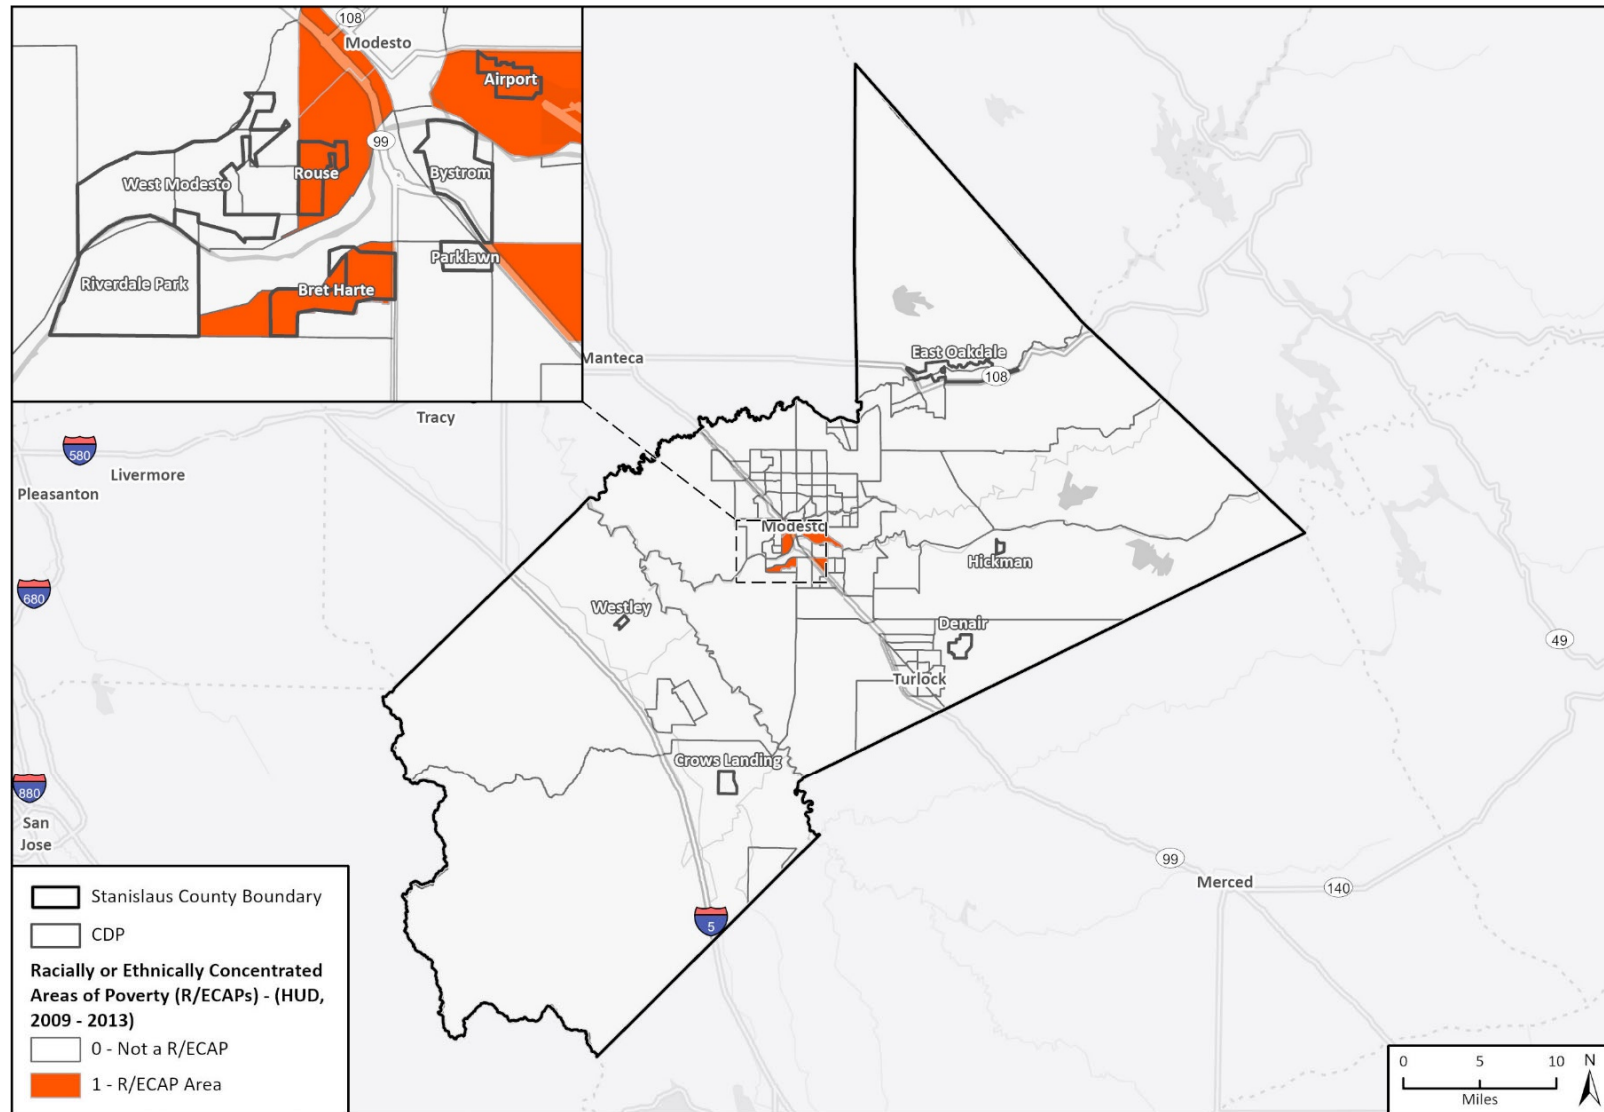 108
Modesto
Airport
99
West Modesto
Rouse
Bystrom
Riverdale Park
Bret Harte
Parklawn
Manteca
Tracy
East Oakdale
108
580
Livermore
Pleasanton
Modesto
Hickman
680
Westley
Denair
49
Turlock
Crows Landing
880
San
Jose
99
Merced
140
5
Stanislaus County Boundary
CDP
Racially or Ethnically Concentrated
Areas of Poverty (R/ECAPs) - (HUD,
2009 - 2013)
0 - Not a R/ECAP
1 - R/ECAP Area
0 5 10
Miles
N